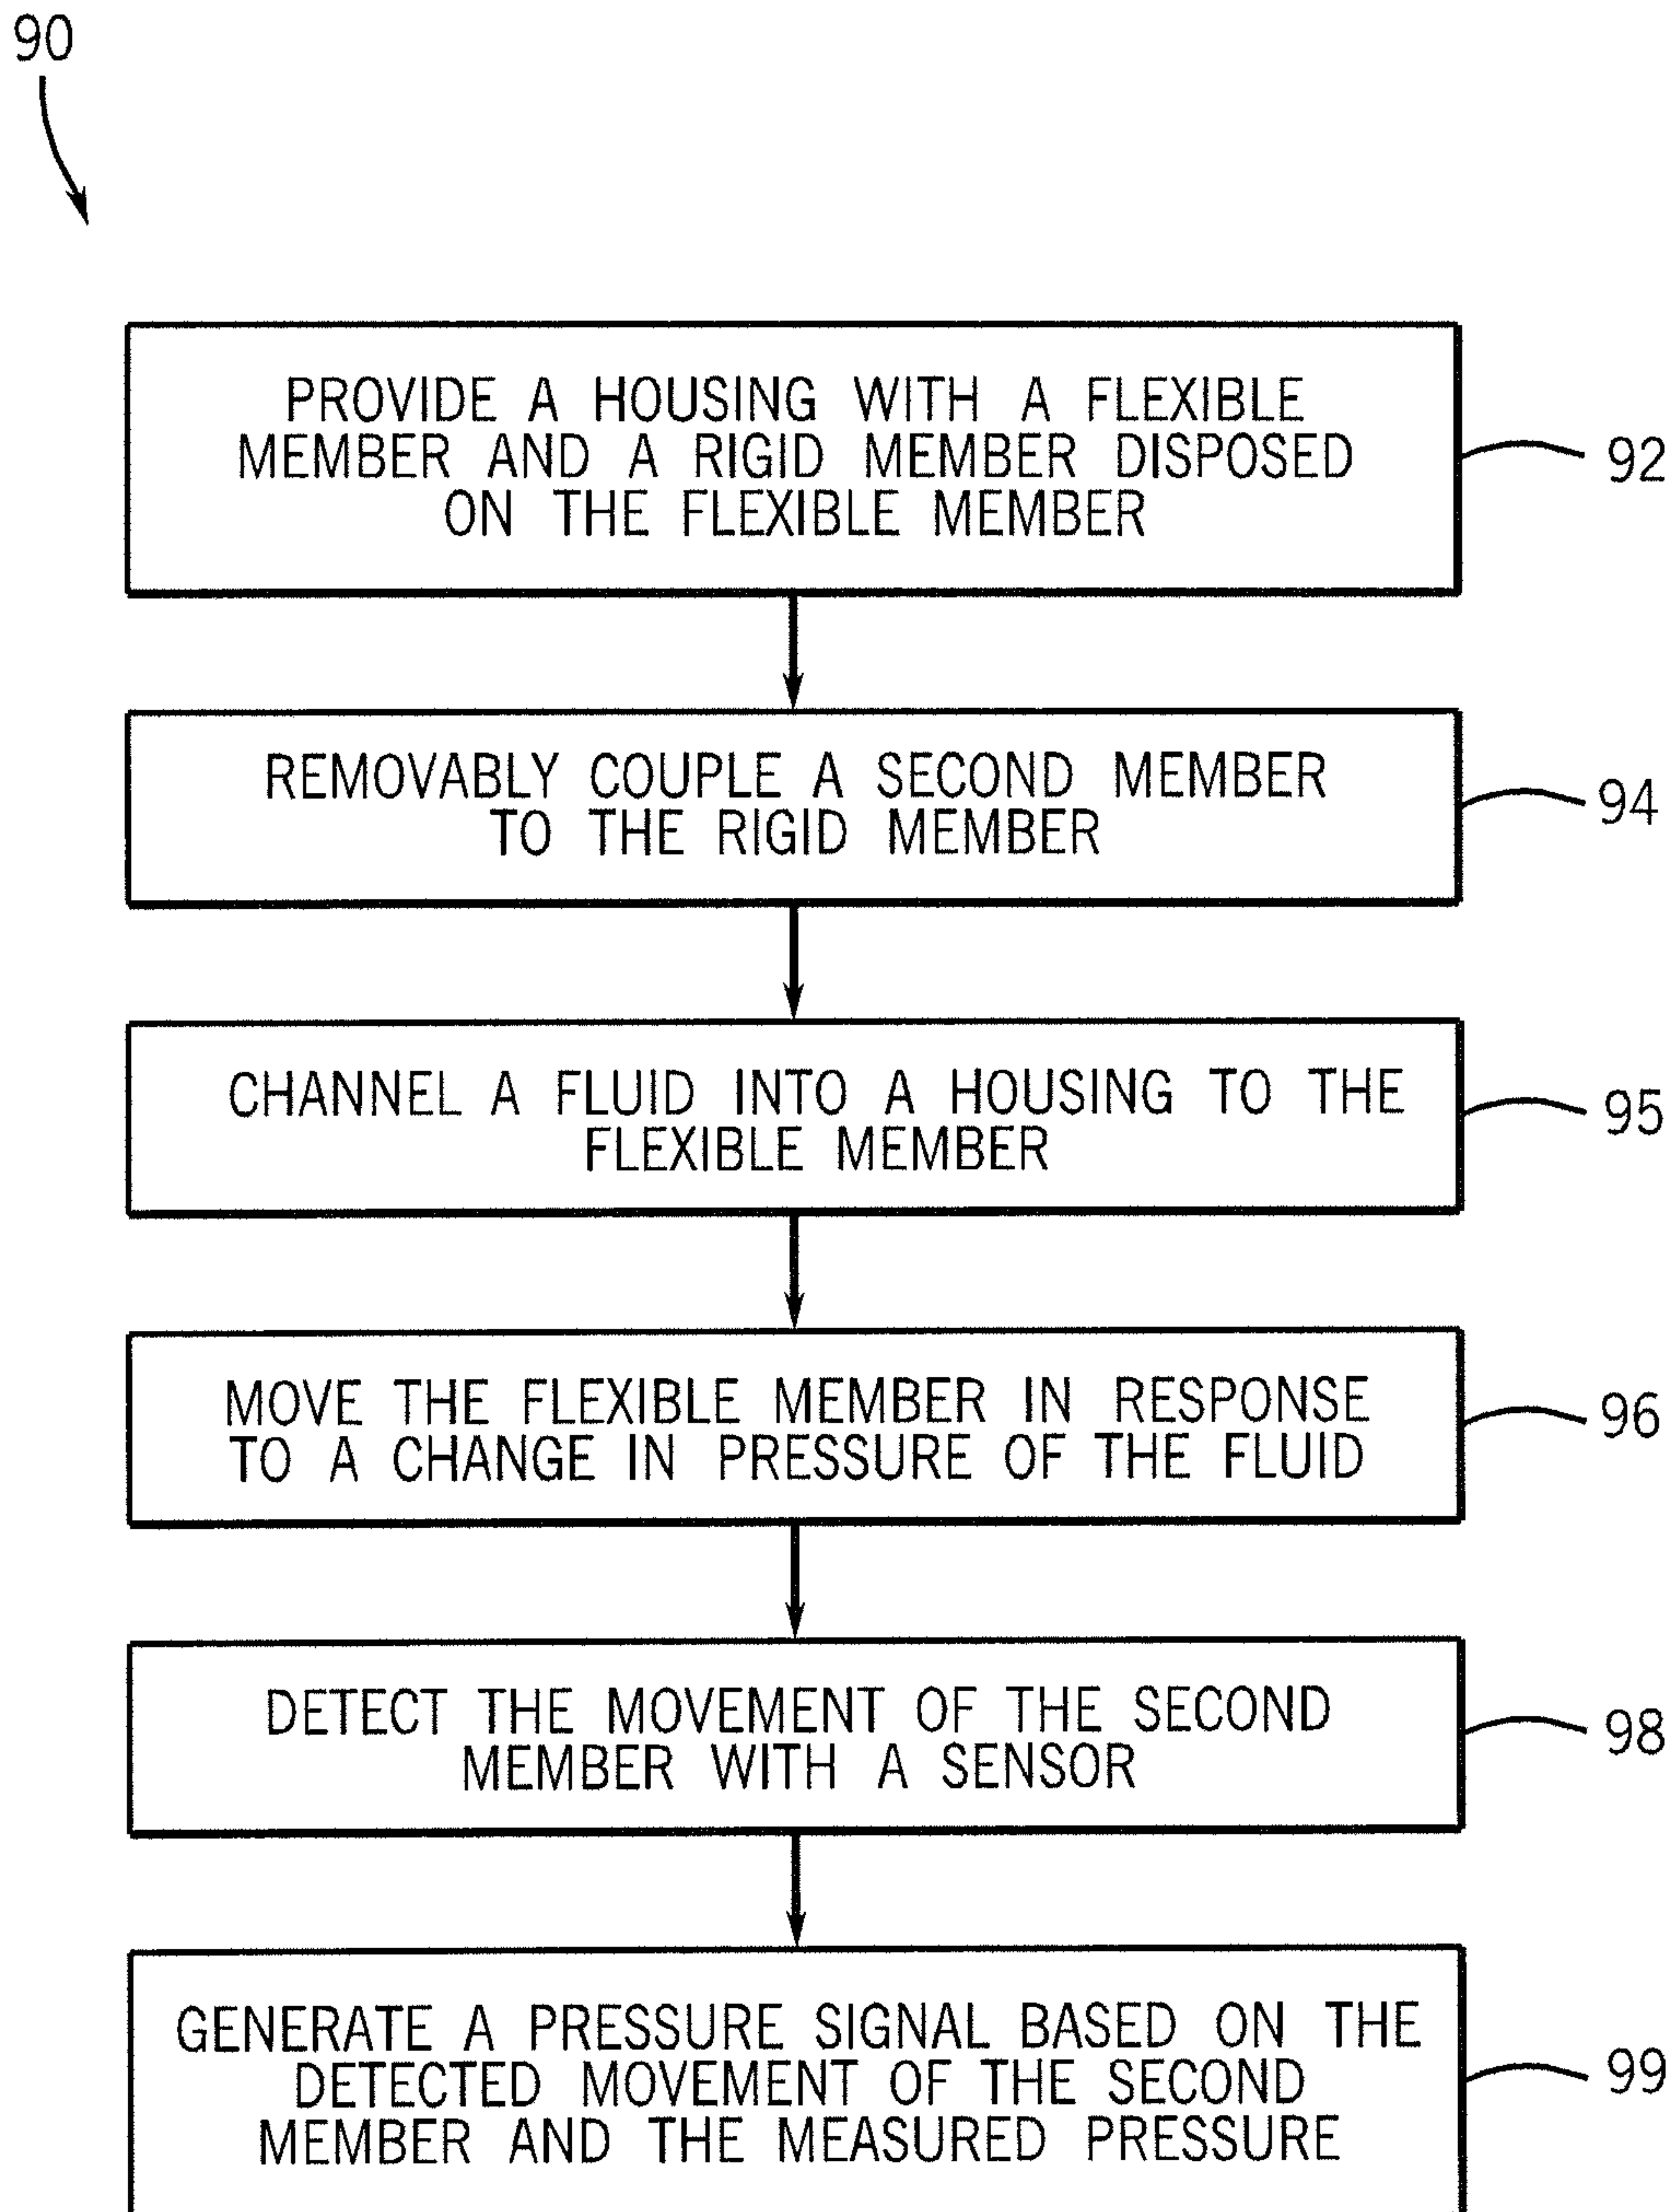 90
PROVIDE A HOUSING WITH A FLEXIBLE
MEMBER AND A RIGID MEMBER DISPOSED
ON THE FLEXIBLE MEMBER
92
REMOVABLY COUPLE A SECOND MEMBER
TO THE RIGID MEMBER
94
CHANNEL A FLUID INTO A HOUSING TO THE
FLEXIBLE MEMBER
95
MOVE THE FLEXIBLE MEMBER IN RESPONSE
TO A CHANGE IN PRESSURE OF THE FLUID
96
DETECT THE MOVEMENT OF THE SECOND
MEMBER WITH A SENSOR
98
GENERATE A PRESSURE SIGNAL BASED ON THE
DETECTED MOVEMENT OF THE SECOND
MEMBER AND THE MEASURED PRESSURE
99